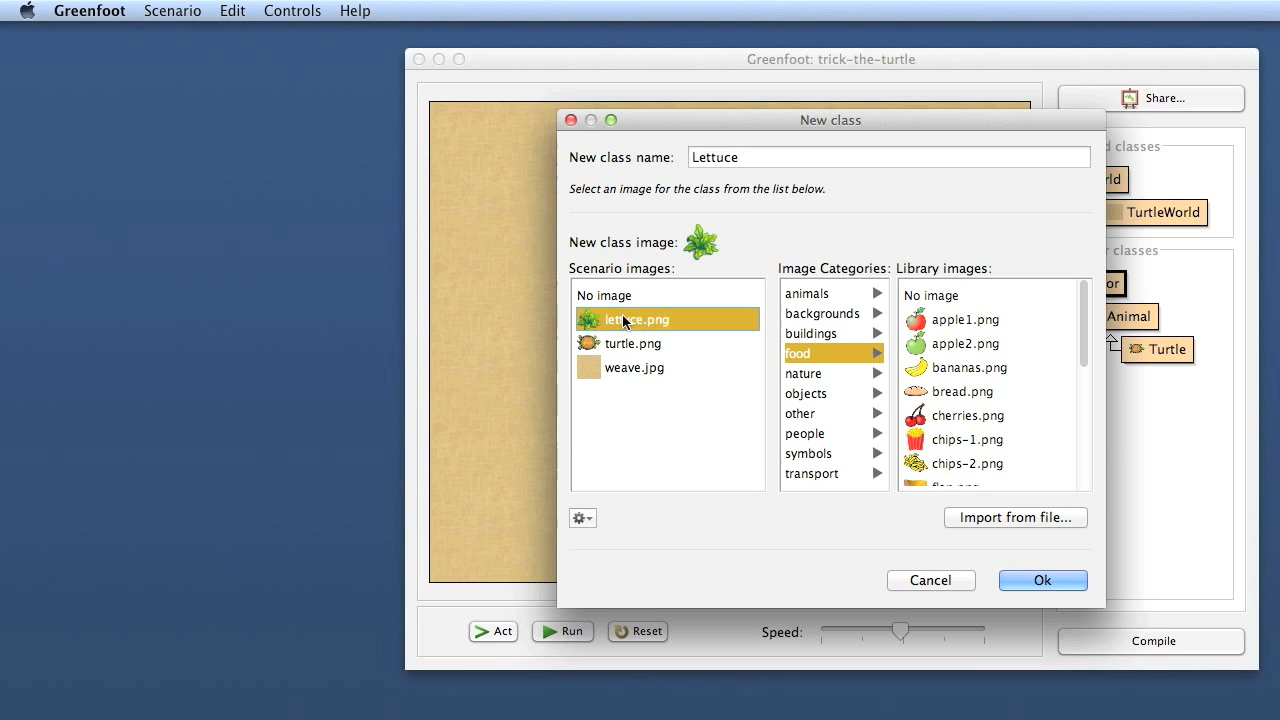 Greenfoot Scenario Edit Controls Help
Greenfoot: trick-the-turtle
Share...
New class
New class name: Lettuce
Select an image for the class from the list below.
New class image:
Scenario images:
No image
lettuce.png
turtle.png
weave.jpg
Image Categories:
animals
backgrounds
buildings
food
nature
objects
other
people
symbols
transport
Library images:
No image
apple1.png
apple2.png
bananas.png
bread.png
cherries.png
chips-1.png
chips-2.png
Import from file...
Cancel
Ok
classes
TurtleWorld
classes
Animal
Turtle
Act
Run
Reset
Speed:
Compile